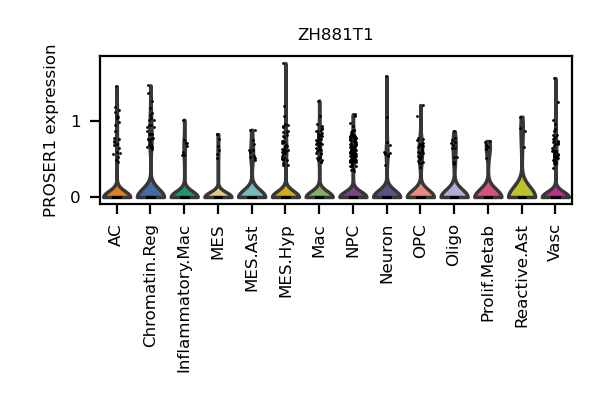 ZH881T1
PROSER1 expression
1
0
AC
Chromatin.Reg
Inflammatory.Mac
MES
MES.Ast
MES.Hyp
Mac
NPC
Neuron
OPC
Oligo
Prolif.Metab
Reactive.Ast
Vasc